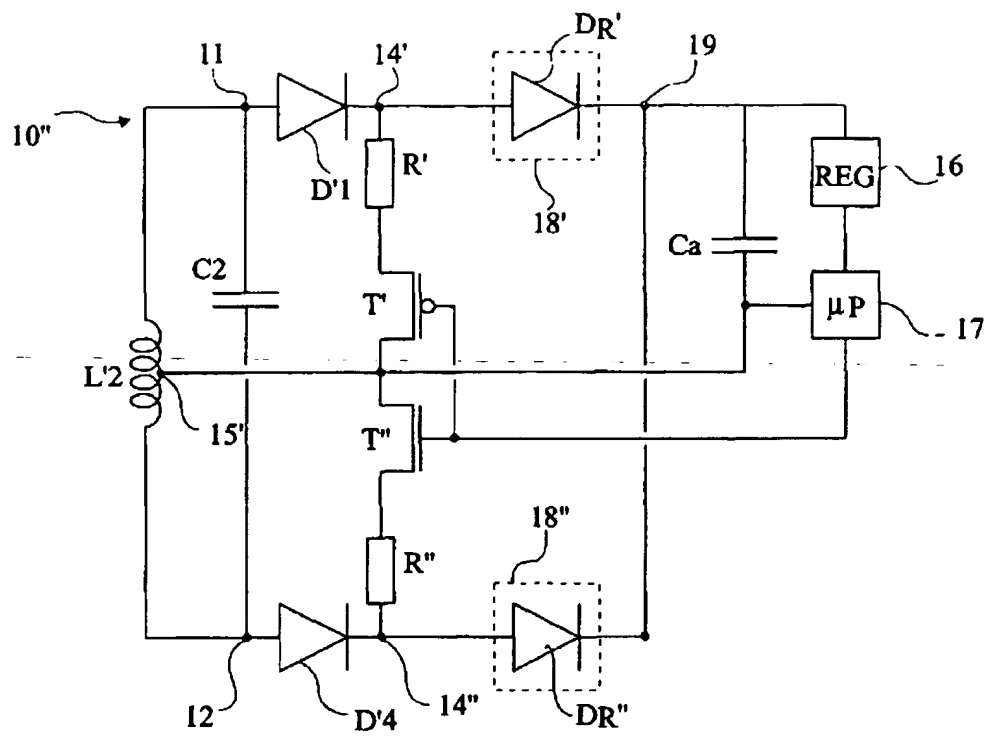 DR'
11
14'
19
10"
D'1
R'
18'
REG
16
Ca
C2
T'
µP
17
L'2
15'
T"
18"
R"
12
D'4
14"
DR"